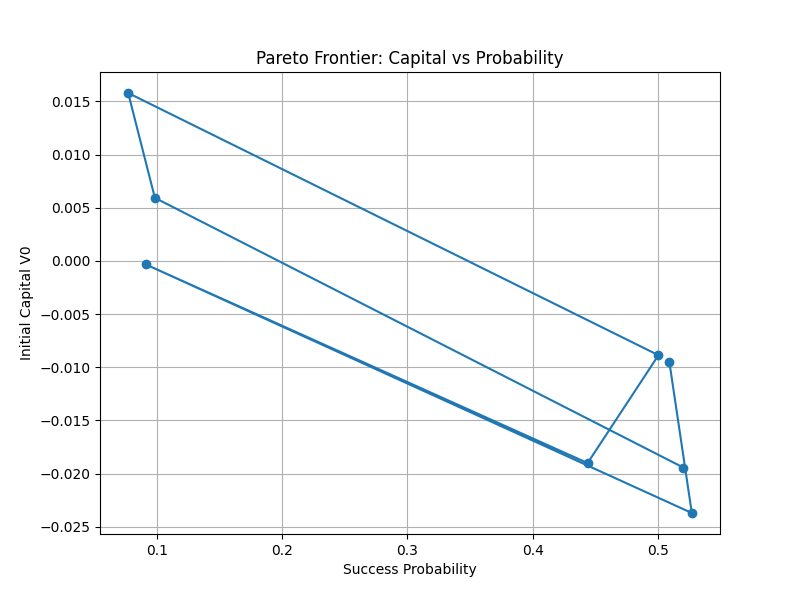 Pareto Frontier: Capital vs Probability
Initial Capital V0
0.015
0.010
0.005
0.000
−0.005
−0.010
−0.015
−0.020
−0.025
0.1 0.2 0.3 0.4 0.5
Success Probability